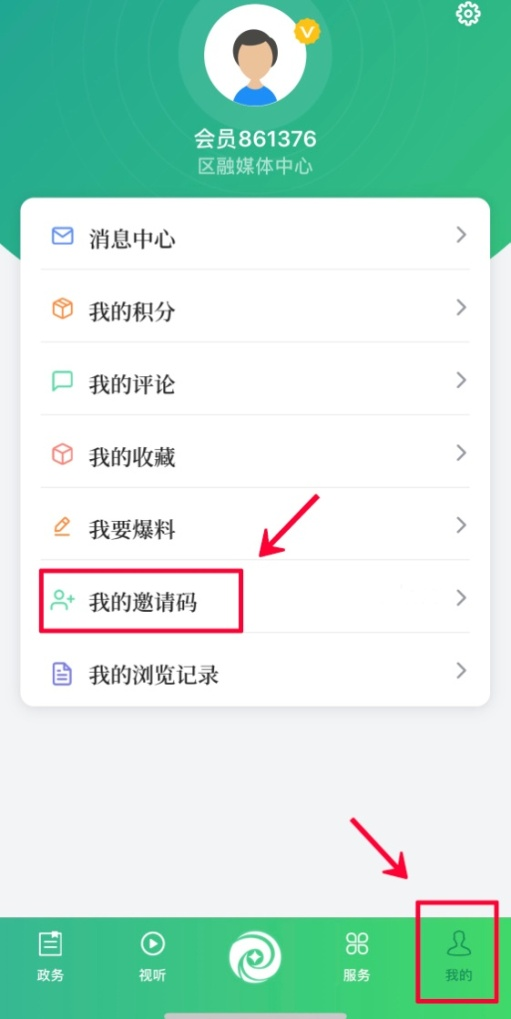 会员861376
区融媒体中心
消息中心
我的积分
我的评论
我的收藏
我要爆料
我的邀请码
我的浏览记录
政务
视听
服务
我的